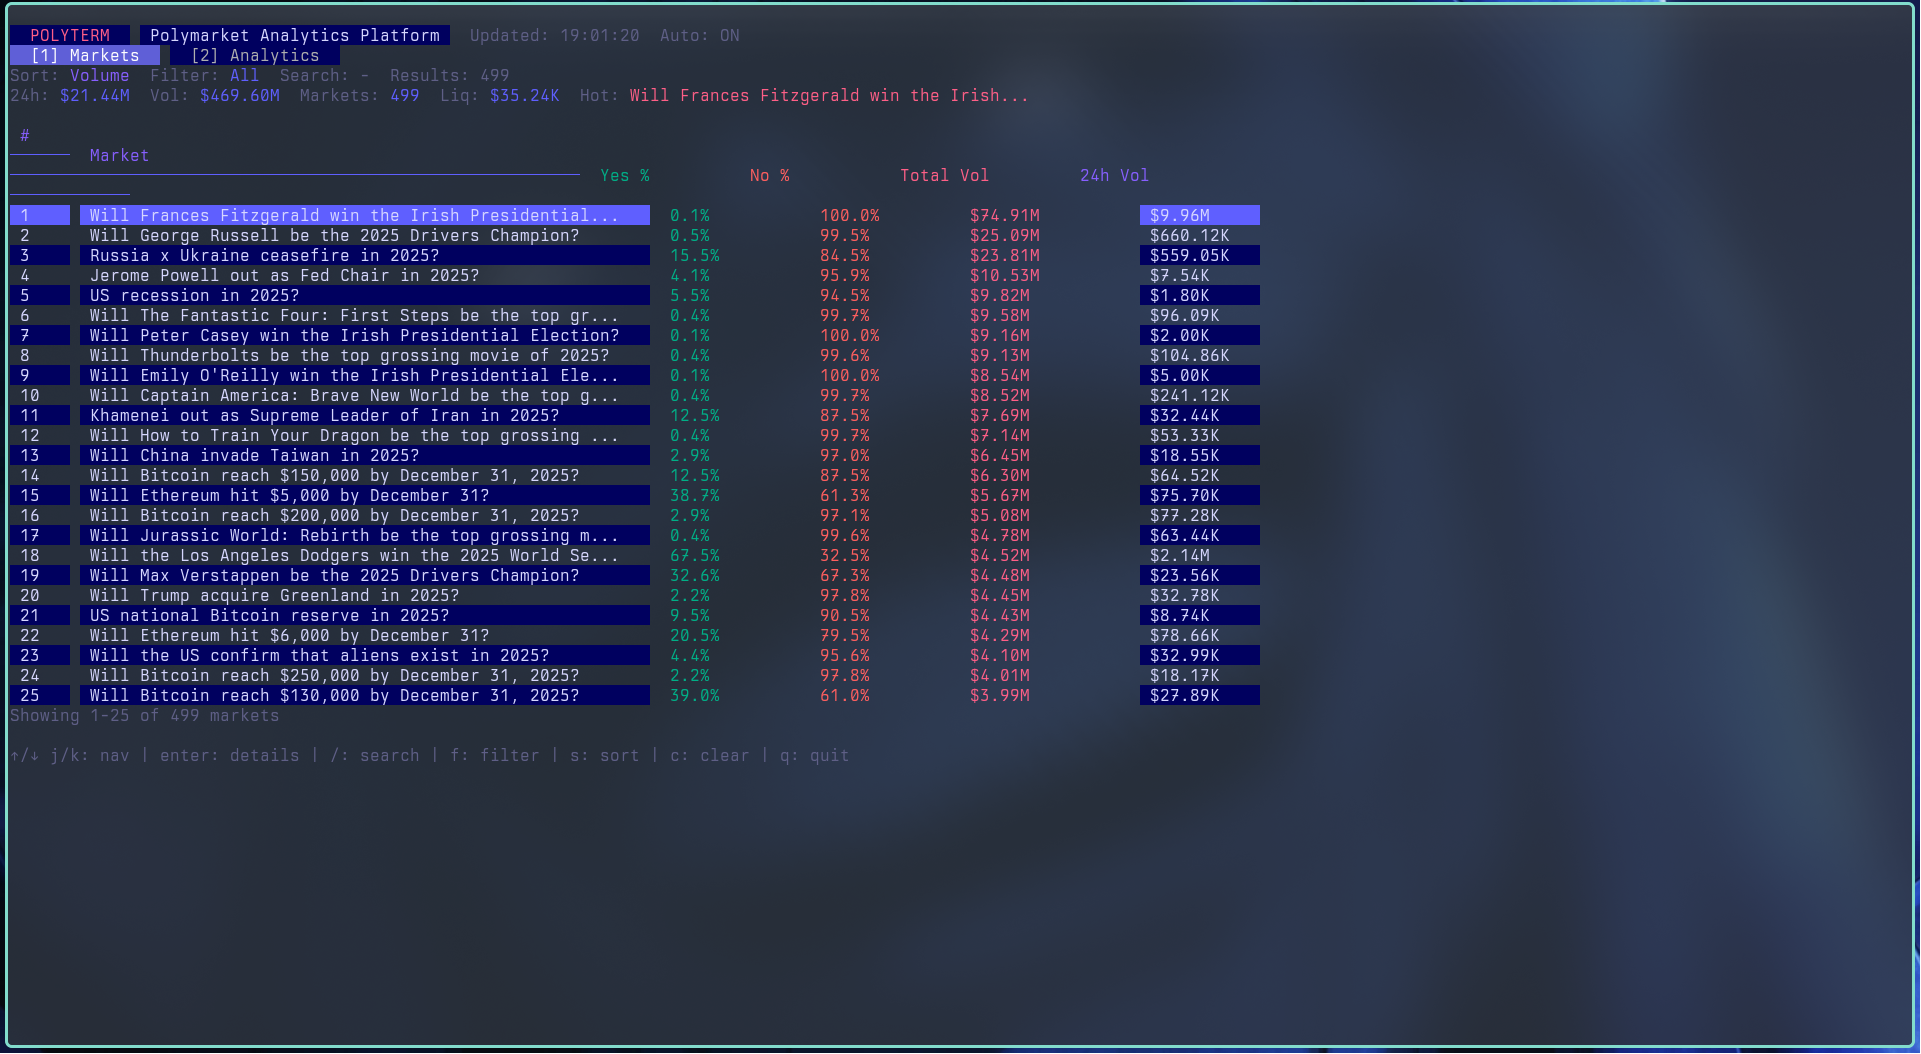 POLYTERM Polymarket Analytics Platform Updated: 19:01:20 Auto: ON
[1] Markets [2] Analytics
Sort: Volume Filter: All Search: - Results: 499
24h: $21.44M Vol: $469.60M Markets: 499 Liq: $35.24K Hot: Will Frances Fitzgerald win the Irish...
#
Market
Yes % No % Total Vol 24h Vol
1 Will Frances Fitzgerald win the Irish Presidential... 0.1% 100.0% $74.91M $9.96M
2 Will George Russell be the 2025 Drivers Champion? 0.5% 99.5% $25.09M $660.12K
3 Russia x Ukraine ceasefire in 2025? 15.5% 84.5% $23.81M $559.05K
4 Jerome Powell out as Fed Chair in 2025? 4.1% 95.9% $10.53M $7.54K
5 US recession in 2025? 5.5% 94.5% $9.82M $1.80K
6 Will The Fantastic Four: First Steps be the top gr... 0.4% 99.7% $9.58M $96.09K
7 Will Peter Casey win the Irish Presidential Election? 0.1% 100.0% $9.16M $2.00K
8 Will Thunderbolts be the top grossing movie of 2025? 0.4% 99.6% $9.13M $104.86K
9 Will Emily O'Reilly win the Irish Presidential Ele... 0.1% 100.0% $8.54M $5.00K
10 Will Captain America: Brave New World be the top g... 0.4% 99.7% $8.52M $241.12K
11 Khamenei out as Supreme Leader of Iran in 2025? 12.5% 87.5% $7.69M $32.44K
12 Will How to Train Your Dragon be the top grossing ... 0.4% 99.7% $7.14M $53.33K
13 Will China invade Taiwan in 2025? 2.9% 97.0% $6.45M $18.55K
14 Will Bitcoin reach $150,000 by December 31, 2025? 12.5% 87.5% $6.30M $64.52K
15 Will Ethereum hit $5,000 by December 31? 38.7% 61.3% $5.67M $75.70K
16 Will Bitcoin reach $200,000 by December 31, 2025? 2.9% 97.1% $5.08M $77.28K
17 Will Jurassic World: Rebirth be the top grossing m... 0.4% 99.6% $4.78M $63.44K
18 Will the Los Angeles Dodgers win the 2025 World Se... 67.5% 32.5% $4.52M $2.14M
19 Will Max Verstappen be the 2025 Drivers Champion? 32.6% 67.3% $4.48M $23.56K
20 Will Trump acquire Greenland in 2025? 2.2% 97.8% $4.45M $32.78K
21 US national Bitcoin reserve in 2025? 9.5% 90.5% $4.43M $8.74K
22 Will Ethereum hit $6,000 by December 31? 20.5% 79.5% $4.29M $78.66K
23 Will the US confirm that aliens exist in 2025? 4.4% 95.6% $4.10M $32.99K
24 Will Bitcoin reach $250,000 by December 31, 2025? 2.2% 97.8% $4.01M $18.17K
25 Will Bitcoin reach $130,000 by December 31, 2025? 39.0% 61.0% $3.99M $27.89K
Showing 1-25 of 499 markets
↑/↓ j/k: nav | enter: details | /: search | f: filter | s: sort | c: clear | q: quit